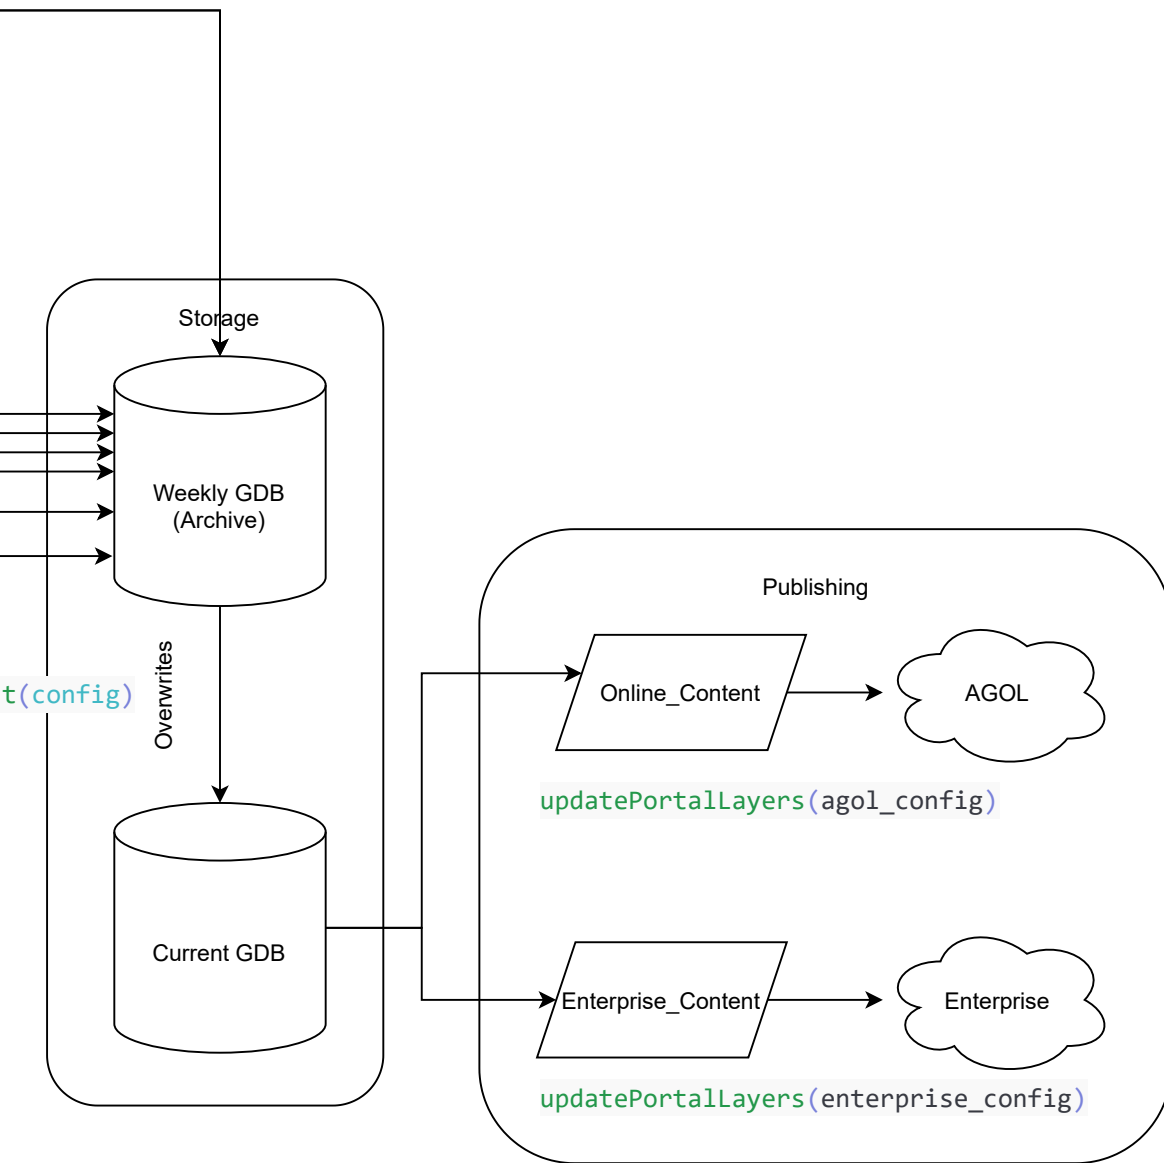 Storage
Weekly GDB
(Archive)
Overwrites
t(config)
Current GDB
Publishing
Online_Content
AGOL
updatePortalLayers(agol_config)
Enterprise_Content
Enterprise
updatePortalLayers(enterprise_config)